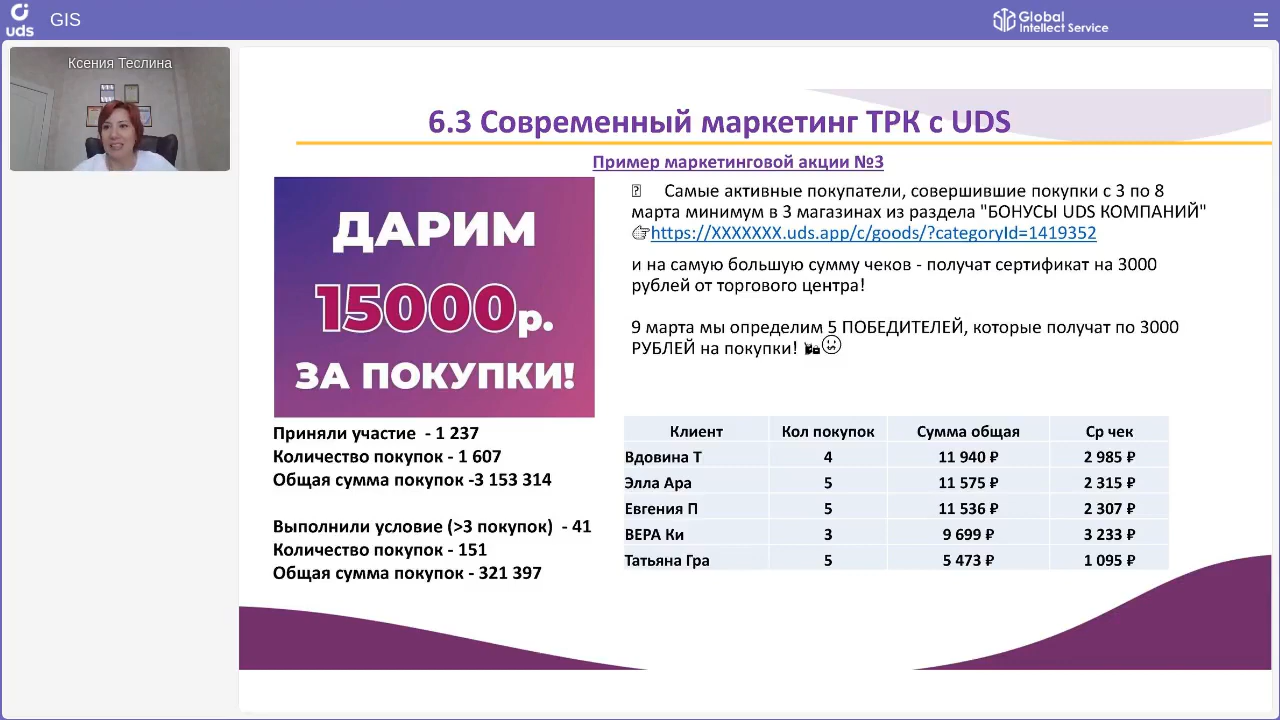 uds
GIS
Global
Intellect Service
Ксения Теслина
6.3 Современный маркетинг ТРК с UDS
Пример маркетинговой акции №3
ДАРИМ
15000р.
ЗА ПОКУПКИ!
Самые активные покупатели, совершившие покупки с 3 по 8
марта минимум в 3 магазинах из раздела "БОНУСЫ UDS КОМПАНИЙ"
👉https://XXXXXXX.uds.app/c/goods/?categoryId=1419352
и на самую большую сумму чеков - получат сертификат на 3000
рублей от торгового центра!
9 марта мы определим 5 ПОБЕДИТЕЛЕЙ, которые получат по 3000
РУБЛЕЙ на покупки!
Приняли участие - 1 237
Количество покупок - 1 607
Общая сумма покупок -3 153 314
Выполнили условие (>3 покупок) - 41
Количество покупок - 151
Общая сумма покупок - 321 397
Клиент Кол покупок Сумма общая Ср чек
Вдовина Т 4 11 940 ₽ 2 985 ₽
Элла Ара 5 11 575 ₽ 2 315 ₽
Евгения П 5 11 536 ₽ 2 307 ₽
ВЕРА Ки 3 9 699 ₽ 3 233 ₽
Татьяна Гра 5 5 473 ₽ 1 095 ₽